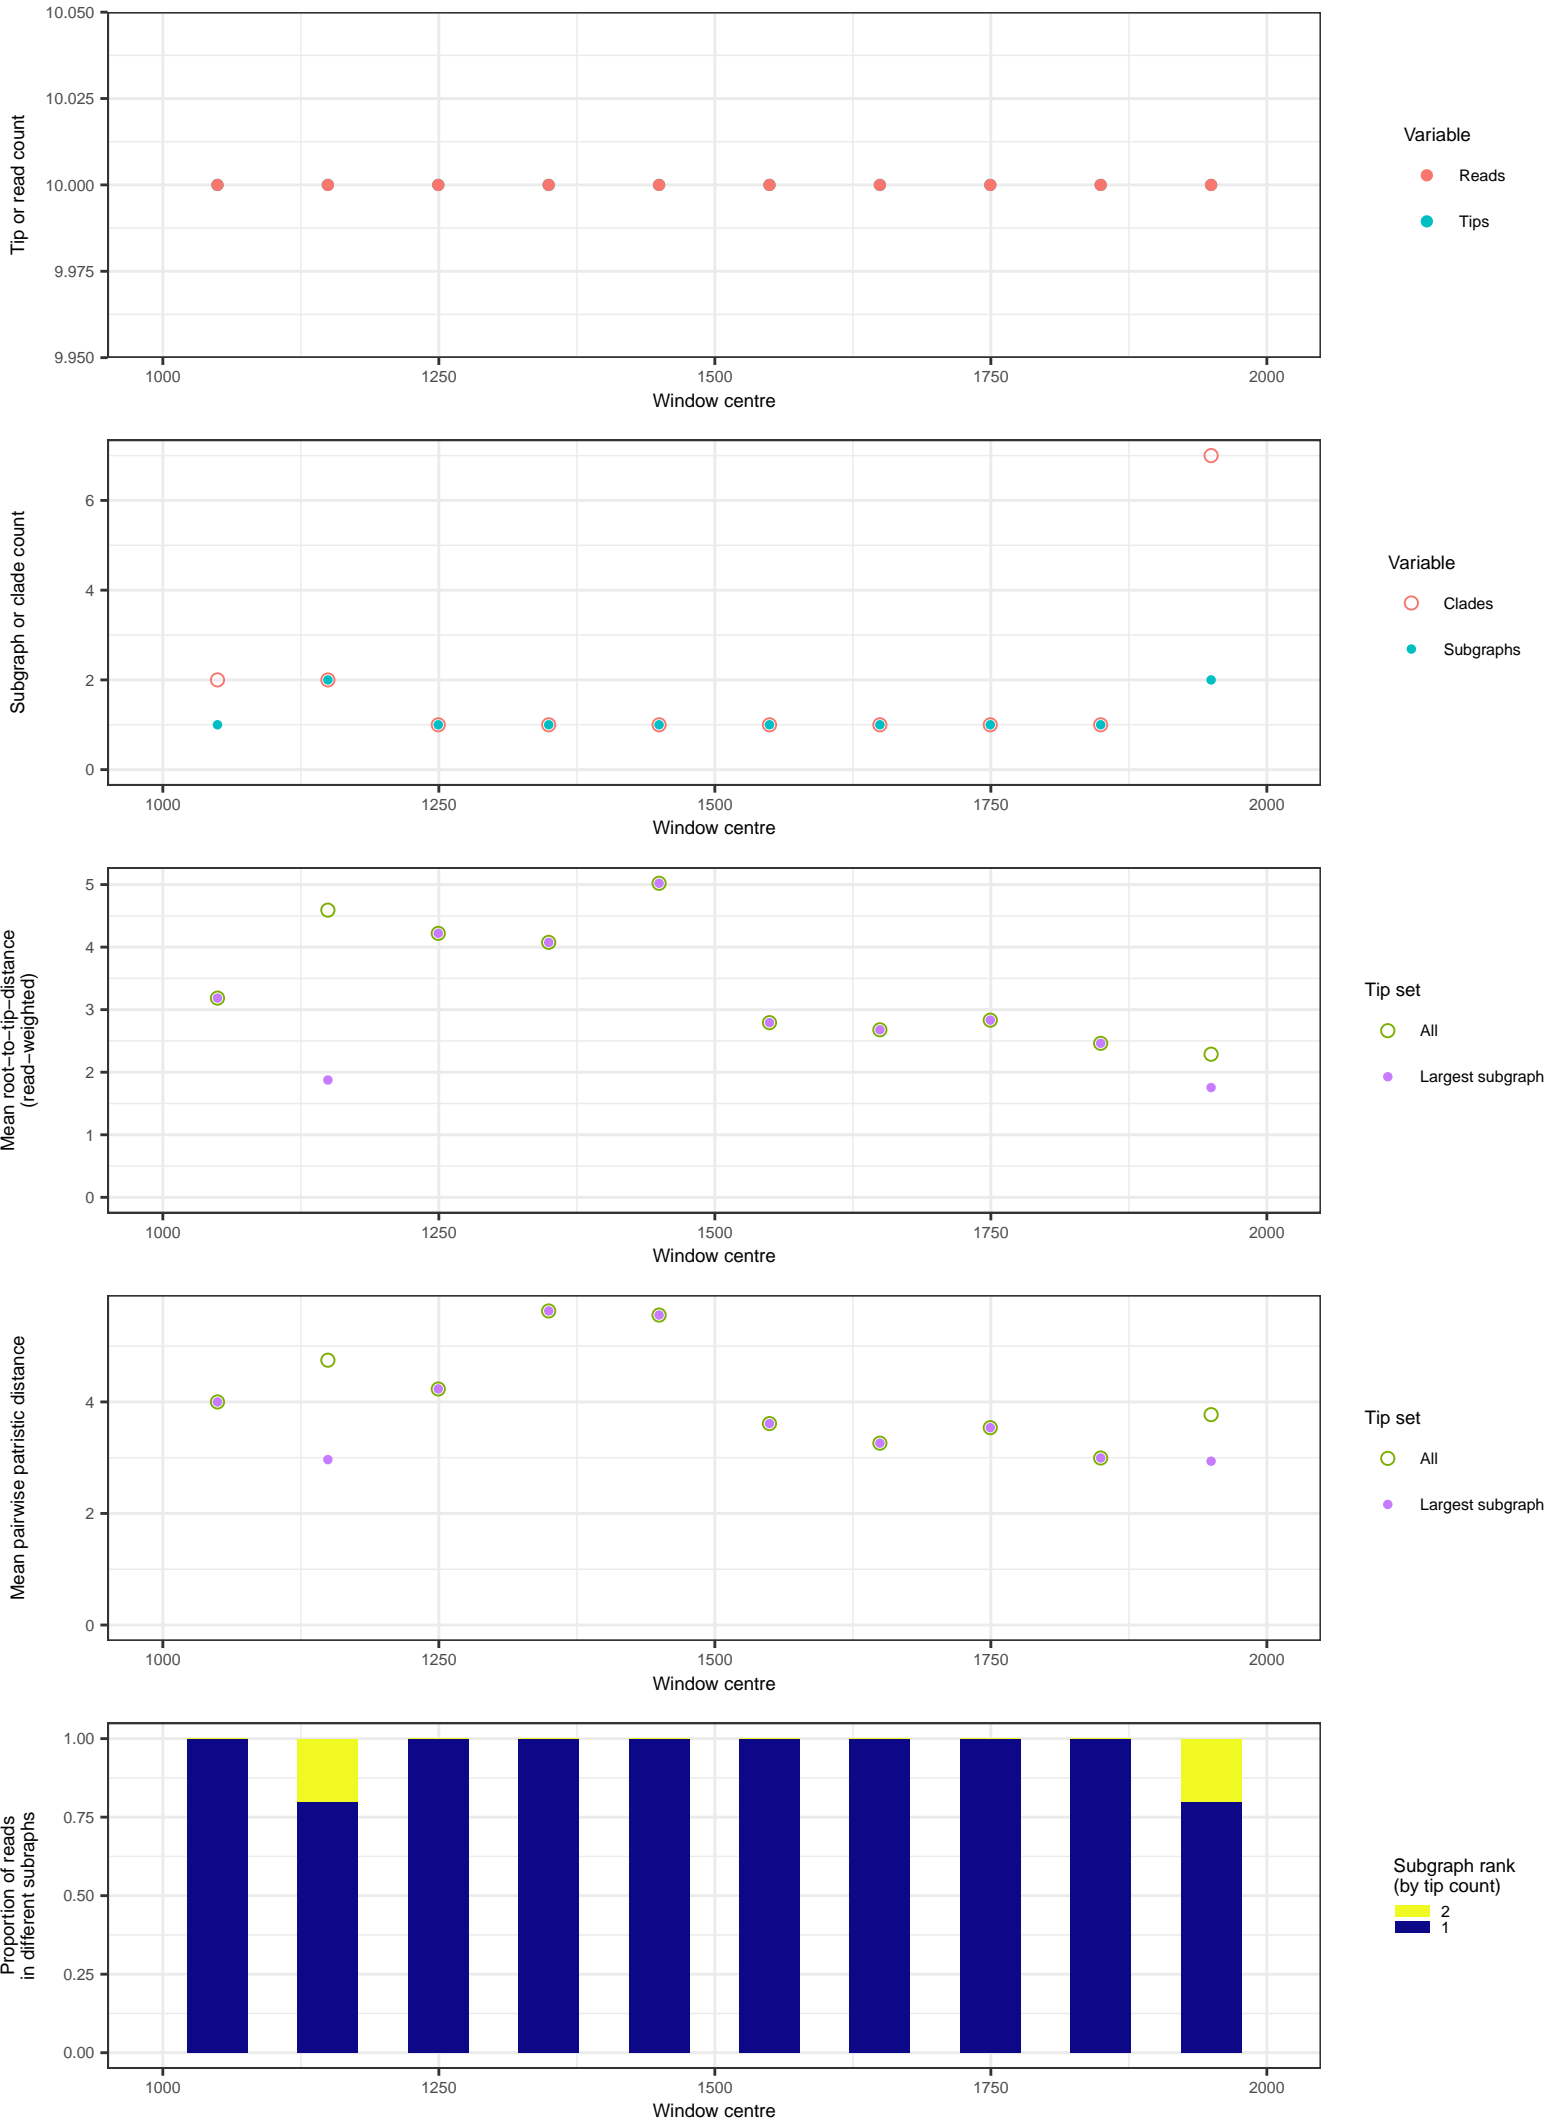 10.050
10.025
10.000
9.975
9.950
Tip or read count
1000 1250 1500 1750 2000
Window centre
Variable
Reads
Tips
6
4
2
0
Subgraph or clade count
1000 1250 1500 1750 2000
Window centre
Variable
Clades
Subgraphs
5
4
3
2
1
0
Mean root−to−tip−distance
(read−weighted)
1000 1250 1500 1750 2000
Window centre
Tip set
All
Largest subgraph
4
2
0
Mean pairwise patristic distance
1000 1250 1500 1750 2000
Window centre
Tip set
All
Largest subgraph
1.00
0.75
0.50
0.25
0.00
Proportion of reads
in different subraphs
1000 1250 1500 1750 2000
Window centre
Subgraph rank
(by tip count)
2
1